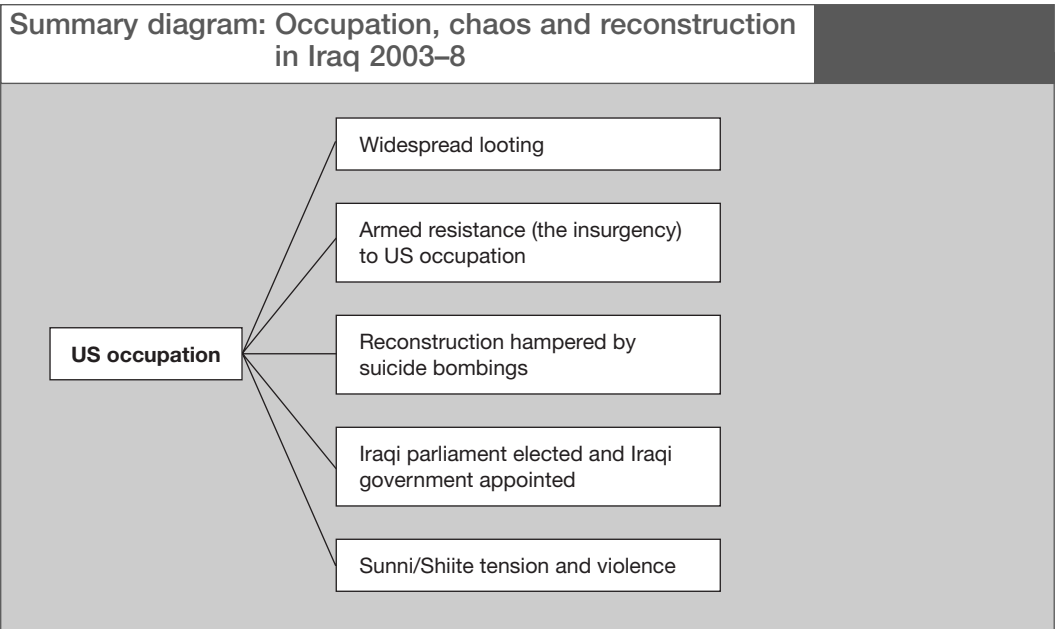 Summary diagram: Occupation, chaos and reconstruction
in Iraq 2003–8
Widespread looting
Armed resistance (the insurgency)
to US occupation
US occupation
Reconstruction hampered by
suicide bombings
Iraqi parliament elected and Iraqi
government appointed
Sunni/Shiite tension and violence